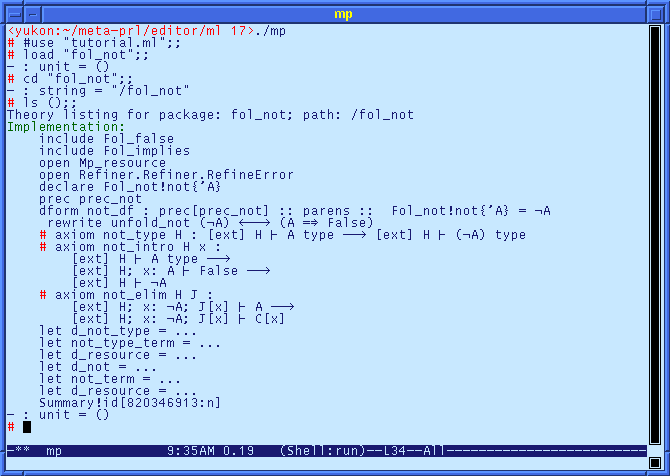 mp
<yukon:~/meta-prl/editor/ml 17>./mp
# #use "tutorial.ml";;
# load "fol_not";;
- : unit = ()
# cd "fol_not";;
- : string = "/fol_not"
# ls ();;
Theory listing for package: fol_not; path: /fol_not
Implementation:
    include Fol_false
    include Fol_implies
    open Mp_resource
    open Refiner.Refiner.RefineError
    declare Fol_not!not{'A}
    prec prec_not
    dform not_df : prec[prec_not] :: parens ::  Fol_not!not{'A} = ¬A
     rewrite unfold_not (¬A) ⟷ (A ⇒ False)
    # axiom not_type H : [ext] H ⊢ A type ⟶ [ext] H ⊢ (¬A) type
    # axiom not_intro H x :
        [ext] H ⊢ A type ⟶
        [ext] H; x: A ⊢ False ⟶
        [ext] H ⊢ ¬A
    # axiom not_elim H J :
        [ext] H; x: ¬A; J[x] ⊢ A ⟶
        [ext] H; x: ¬A; J[x] ⊢ C[x]
    let d_not_type = ...
    let not_type_term = ...
    let d_resource = ...
    let d_not = ...
    let not_term = ...
    let d_resource = ...
    Summary!id[820346913:n]
- : unit = ()
#
-**  mp             9:35AM 0.19   (Shell:run)--L34--All----------------------------